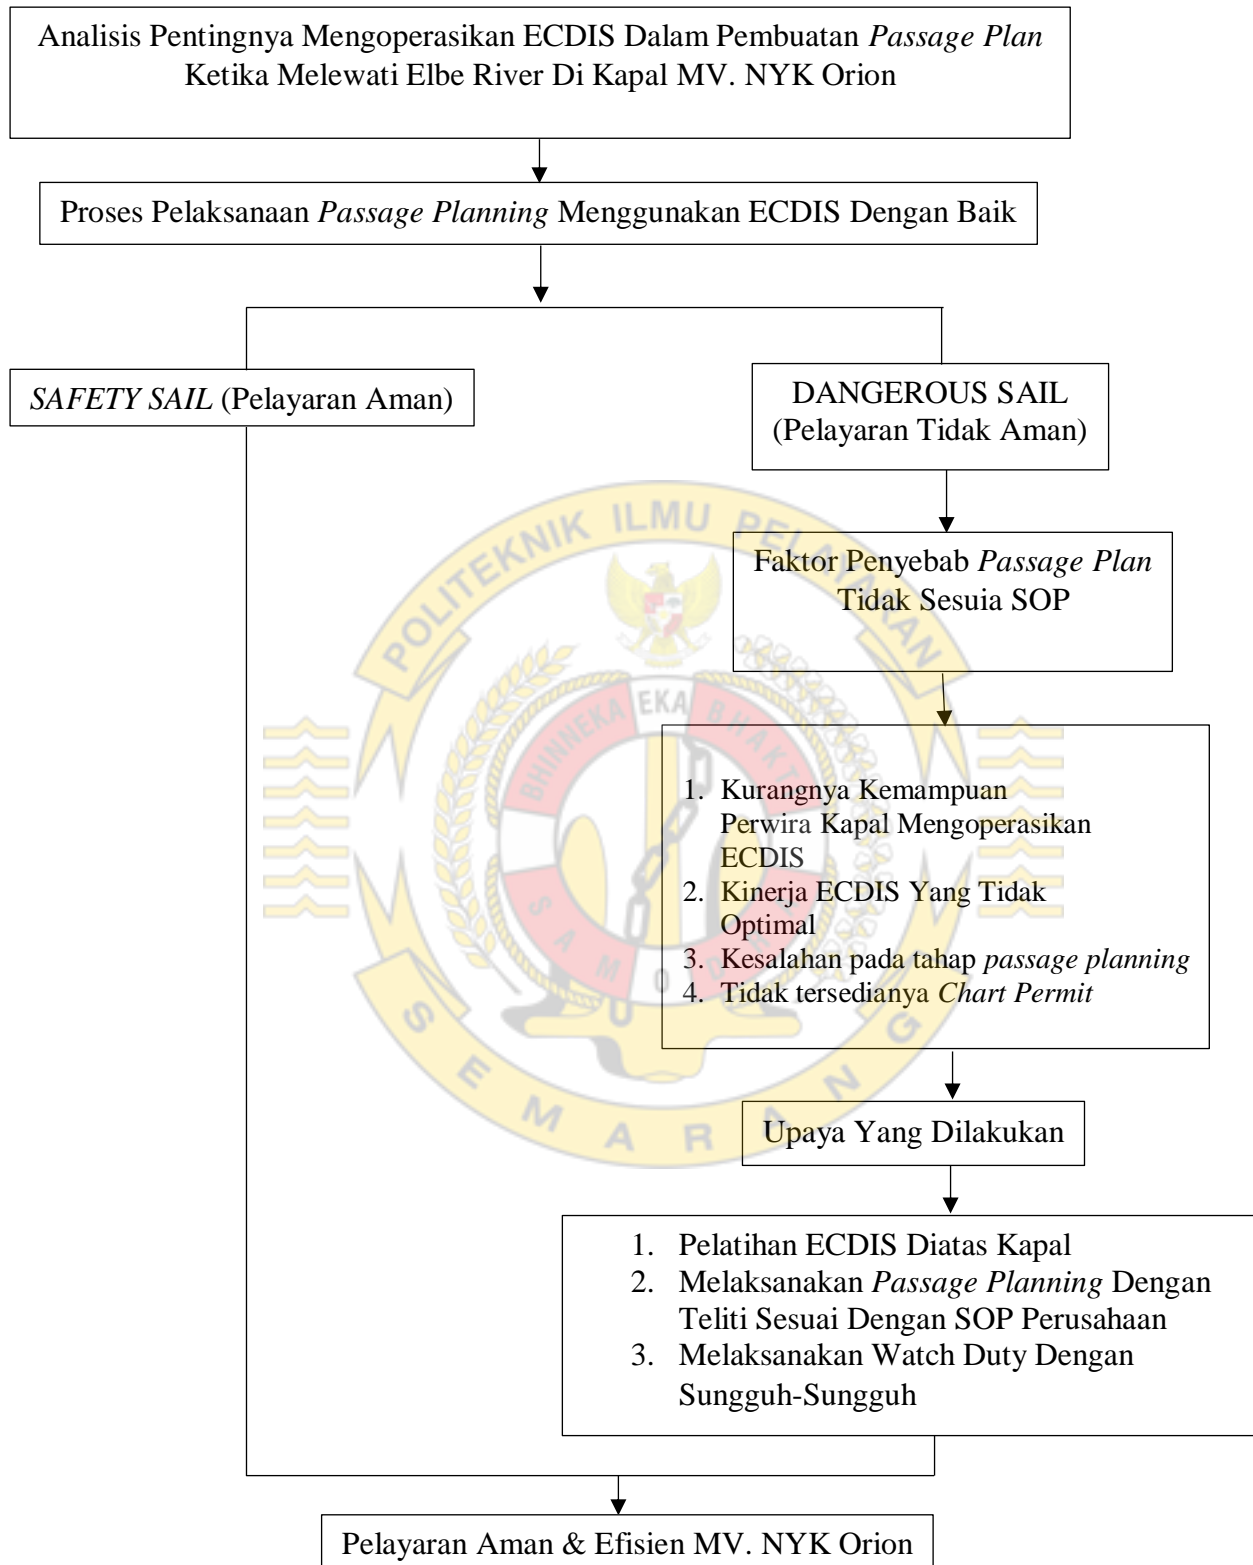 Analisis Pentingnya Mengoperasikan ECDIS Dalam Pembuatan Passage Plan
Ketika Melewati Elbe River Di Kapal MV. NYK Orion
Proses Pelaksanaan Passage Planning Menggunakan ECDIS Dengan Baik
SAFETY SAIL (Pelayaran Aman)
DANGEROUS SAIL
(Pelayaran Tidak Aman)
Faktor Penyebab Passage Plan
Tidak Sesuia SOP
1. Kurangnya Kemampuan
Perwira Kapal Mengoperasikan
ECDIS
2. Kinerja ECDIS Yang Tidak
Optimal
3. Kesalahan pada tahap passage planning
4. Tidak tersedianya Chart Permit
Upaya Yang Dilakukan
1. Pelatihan ECDIS Diatas Kapal
2. Melaksanakan Passage Planning Dengan
Teliti Sesuai Dengan SOP Perusahaan
3. Melaksanakan Watch Duty Dengan
Sungguh-Sungguh
Pelayaran Aman & Efisien MV. NYK Orion
POLITEKNIK ILMU PELAYARAN
BHINNEKA EKA BHAKTI
SAMUDRA
SEMARANG